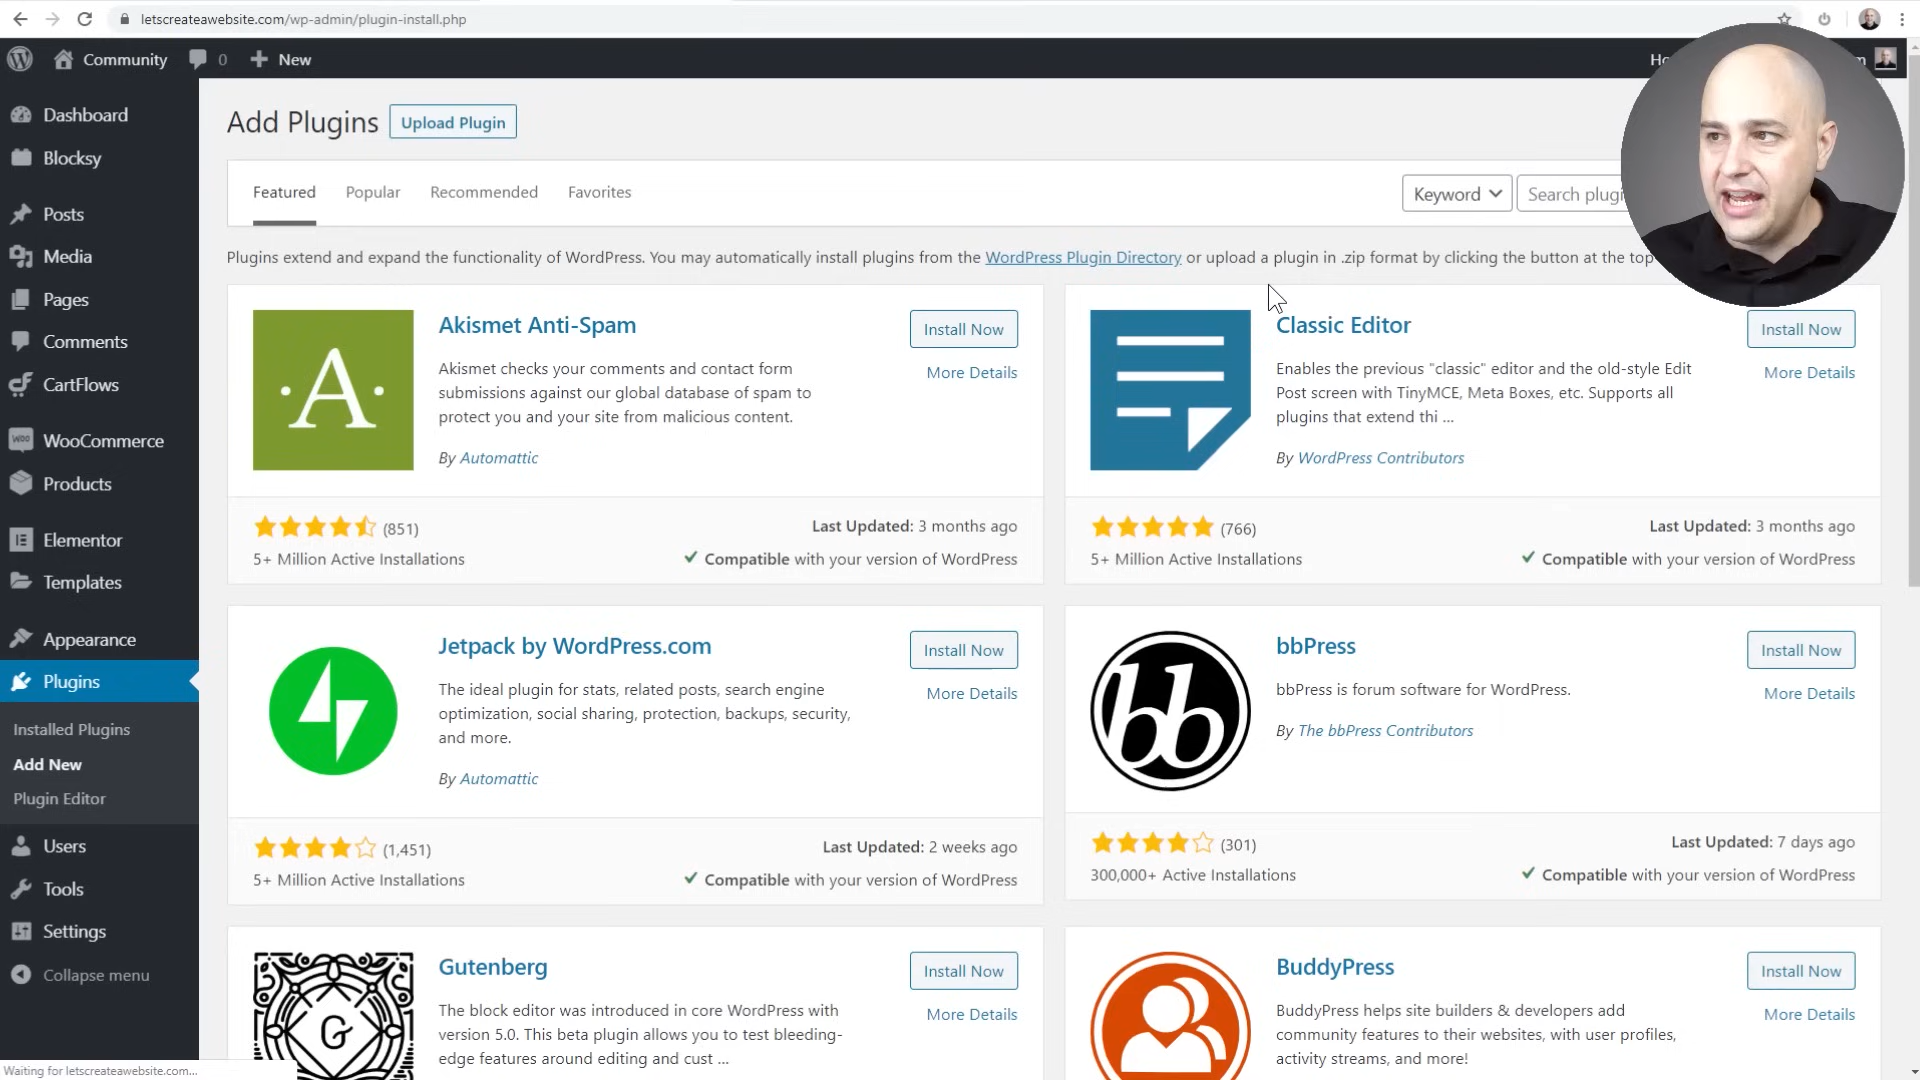 letscreateawebsite.com/wp-admin/plugin-install.php
Community
0
New
Dashboard
Blocksy
Posts
Media
Pages
Comments
CartFlows
WooCommerce
Products
Elementor
Templates
Appearance
Plugins
Installed Plugins
Add New
Plugin Editor
Users
Tools
Settings
Collapse menu
Waiting for letscreateawebsite.com...
Add Plugins
Upload Plugin
Featured
Popular
Recommended
Favorites
Keyword
Search
Plugins extend and expand the functionality of WordPress. You may automatically install plugins from the WordPress Plugin Directory or upload a plugin in .zip format by clicking the button at the top
Akismet Anti-Spam
Install Now
More Details
Akismet checks your comments and contact form
submissions against our global database of spam to
protect you and your site from malicious content.
By Automattic
(851)
Last Updated: 3 months ago
5+ Million Active Installations
Compatible with your version of WordPress
Classic Editor
Install Now
More Details
Enables the previous "classic" editor and the old-style Edit
Post screen with TinyMCE, Meta Boxes, etc. Supports all
plugins that extend thi ...
By WordPress Contributors
(766)
Last Updated: 3 months ago
5+ Million Active Installations
Compatible with your version of WordPress
Jetpack by WordPress.com
Install Now
More Details
The ideal plugin for stats, related posts, search engine
optimization, social sharing, protection, backups, security,
and more.
By Automattic
(1,451)
Last Updated: 2 weeks ago
5+ Million Active Installations
Compatible with your version of WordPress
bbPress
Install Now
More Details
bbPress is forum software for WordPress.
By The bbPress Contributors
(301)
Last Updated: 7 days ago
300,000+ Active Installations
Compatible with your version of WordPress
Gutenberg
Install Now
More Details
The block editor was introduced in core WordPress with
version 5.0. This beta plugin allows you to test bleeding-
edge features around editing and cust ...
BuddyPress
Install Now
More Details
BuddyPress helps site builders & developers add
community features to their websites, with user profiles,
activity streams, and more!